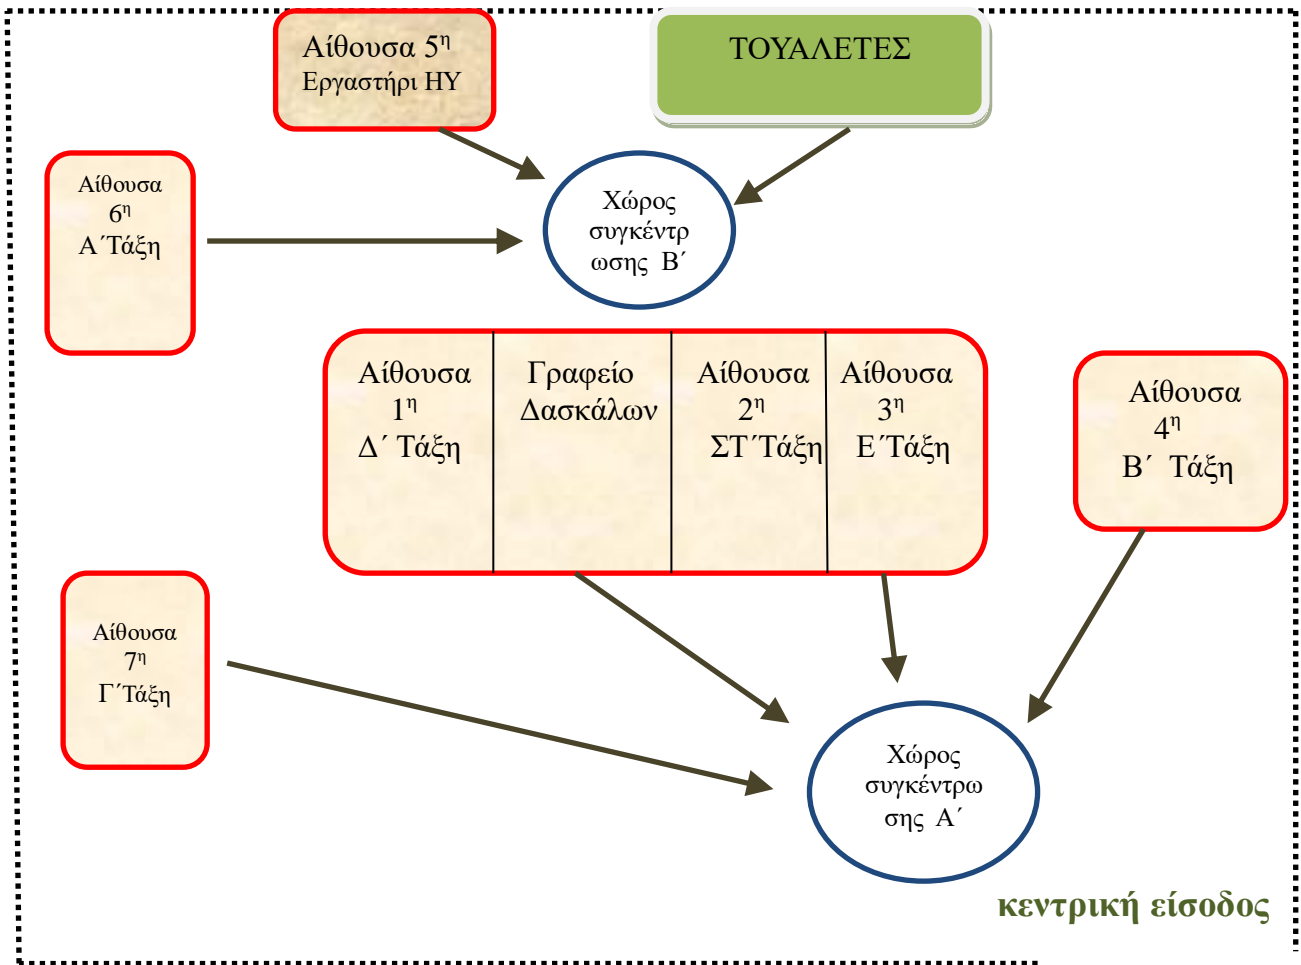 Αίθουσα 5η
Εργαστήρι ΗΥ
ΤΟΥΑΛΕΤΕΣ
Αίθουσα
6η
Α΄Τάξη
Χώρος
συγκέντρ
ωσης Β΄
Αίθουσα
1η
Δ΄ Τάξη
Γραφείο
Δασκάλων
Αίθουσα
2η
ΣΤ΄Τάξη
Αίθουσα
3η
Ε΄Τάξη
Αίθουσα
4η
Β΄ Τάξη
Αίθουσα
7η
Γ΄Τάξη
Χώρος
συγκέντρω
σης Α΄
κεντρική είσοδος